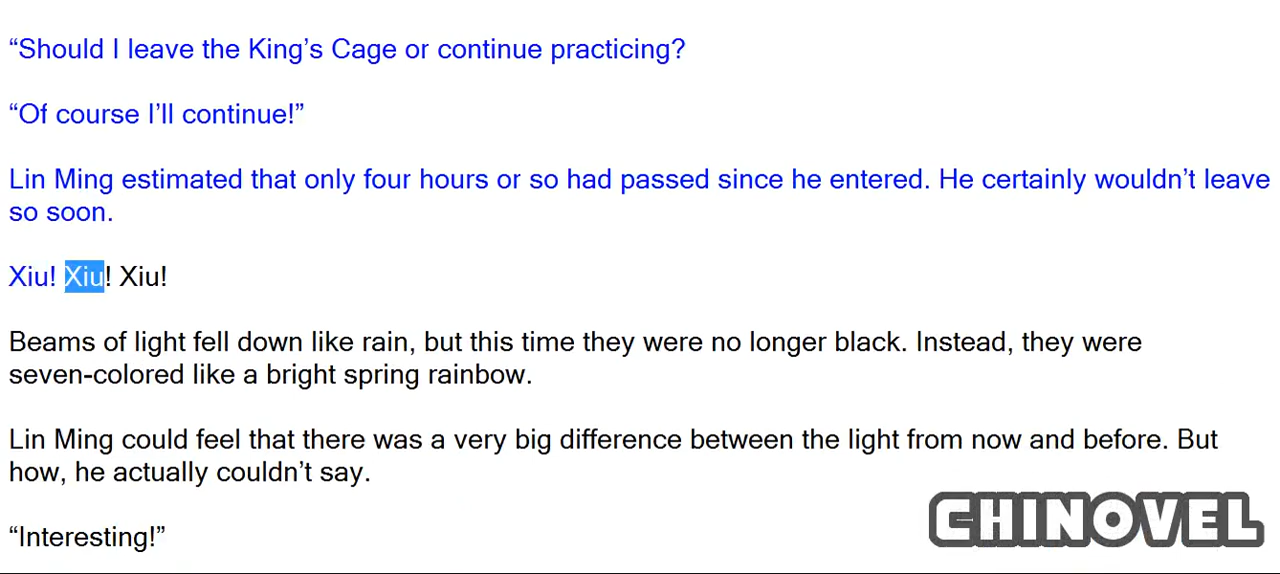 “Should I leave the King’s Cage or continue practicing?
“Of course I’ll continue!”
Lin Ming estimated that only four hours or so had passed since he entered. He certainly wouldn’t leave
so soon.
Xiu! Xiu! Xiu!
Beams of light fell down like rain, but this time they were no longer black. Instead, they were
seven-colored like a bright spring rainbow.
Lin Ming could feel that there was a very big difference between the light from now and before. But
how, he actually couldn’t say.
“Interesting!”
CHINOVEL